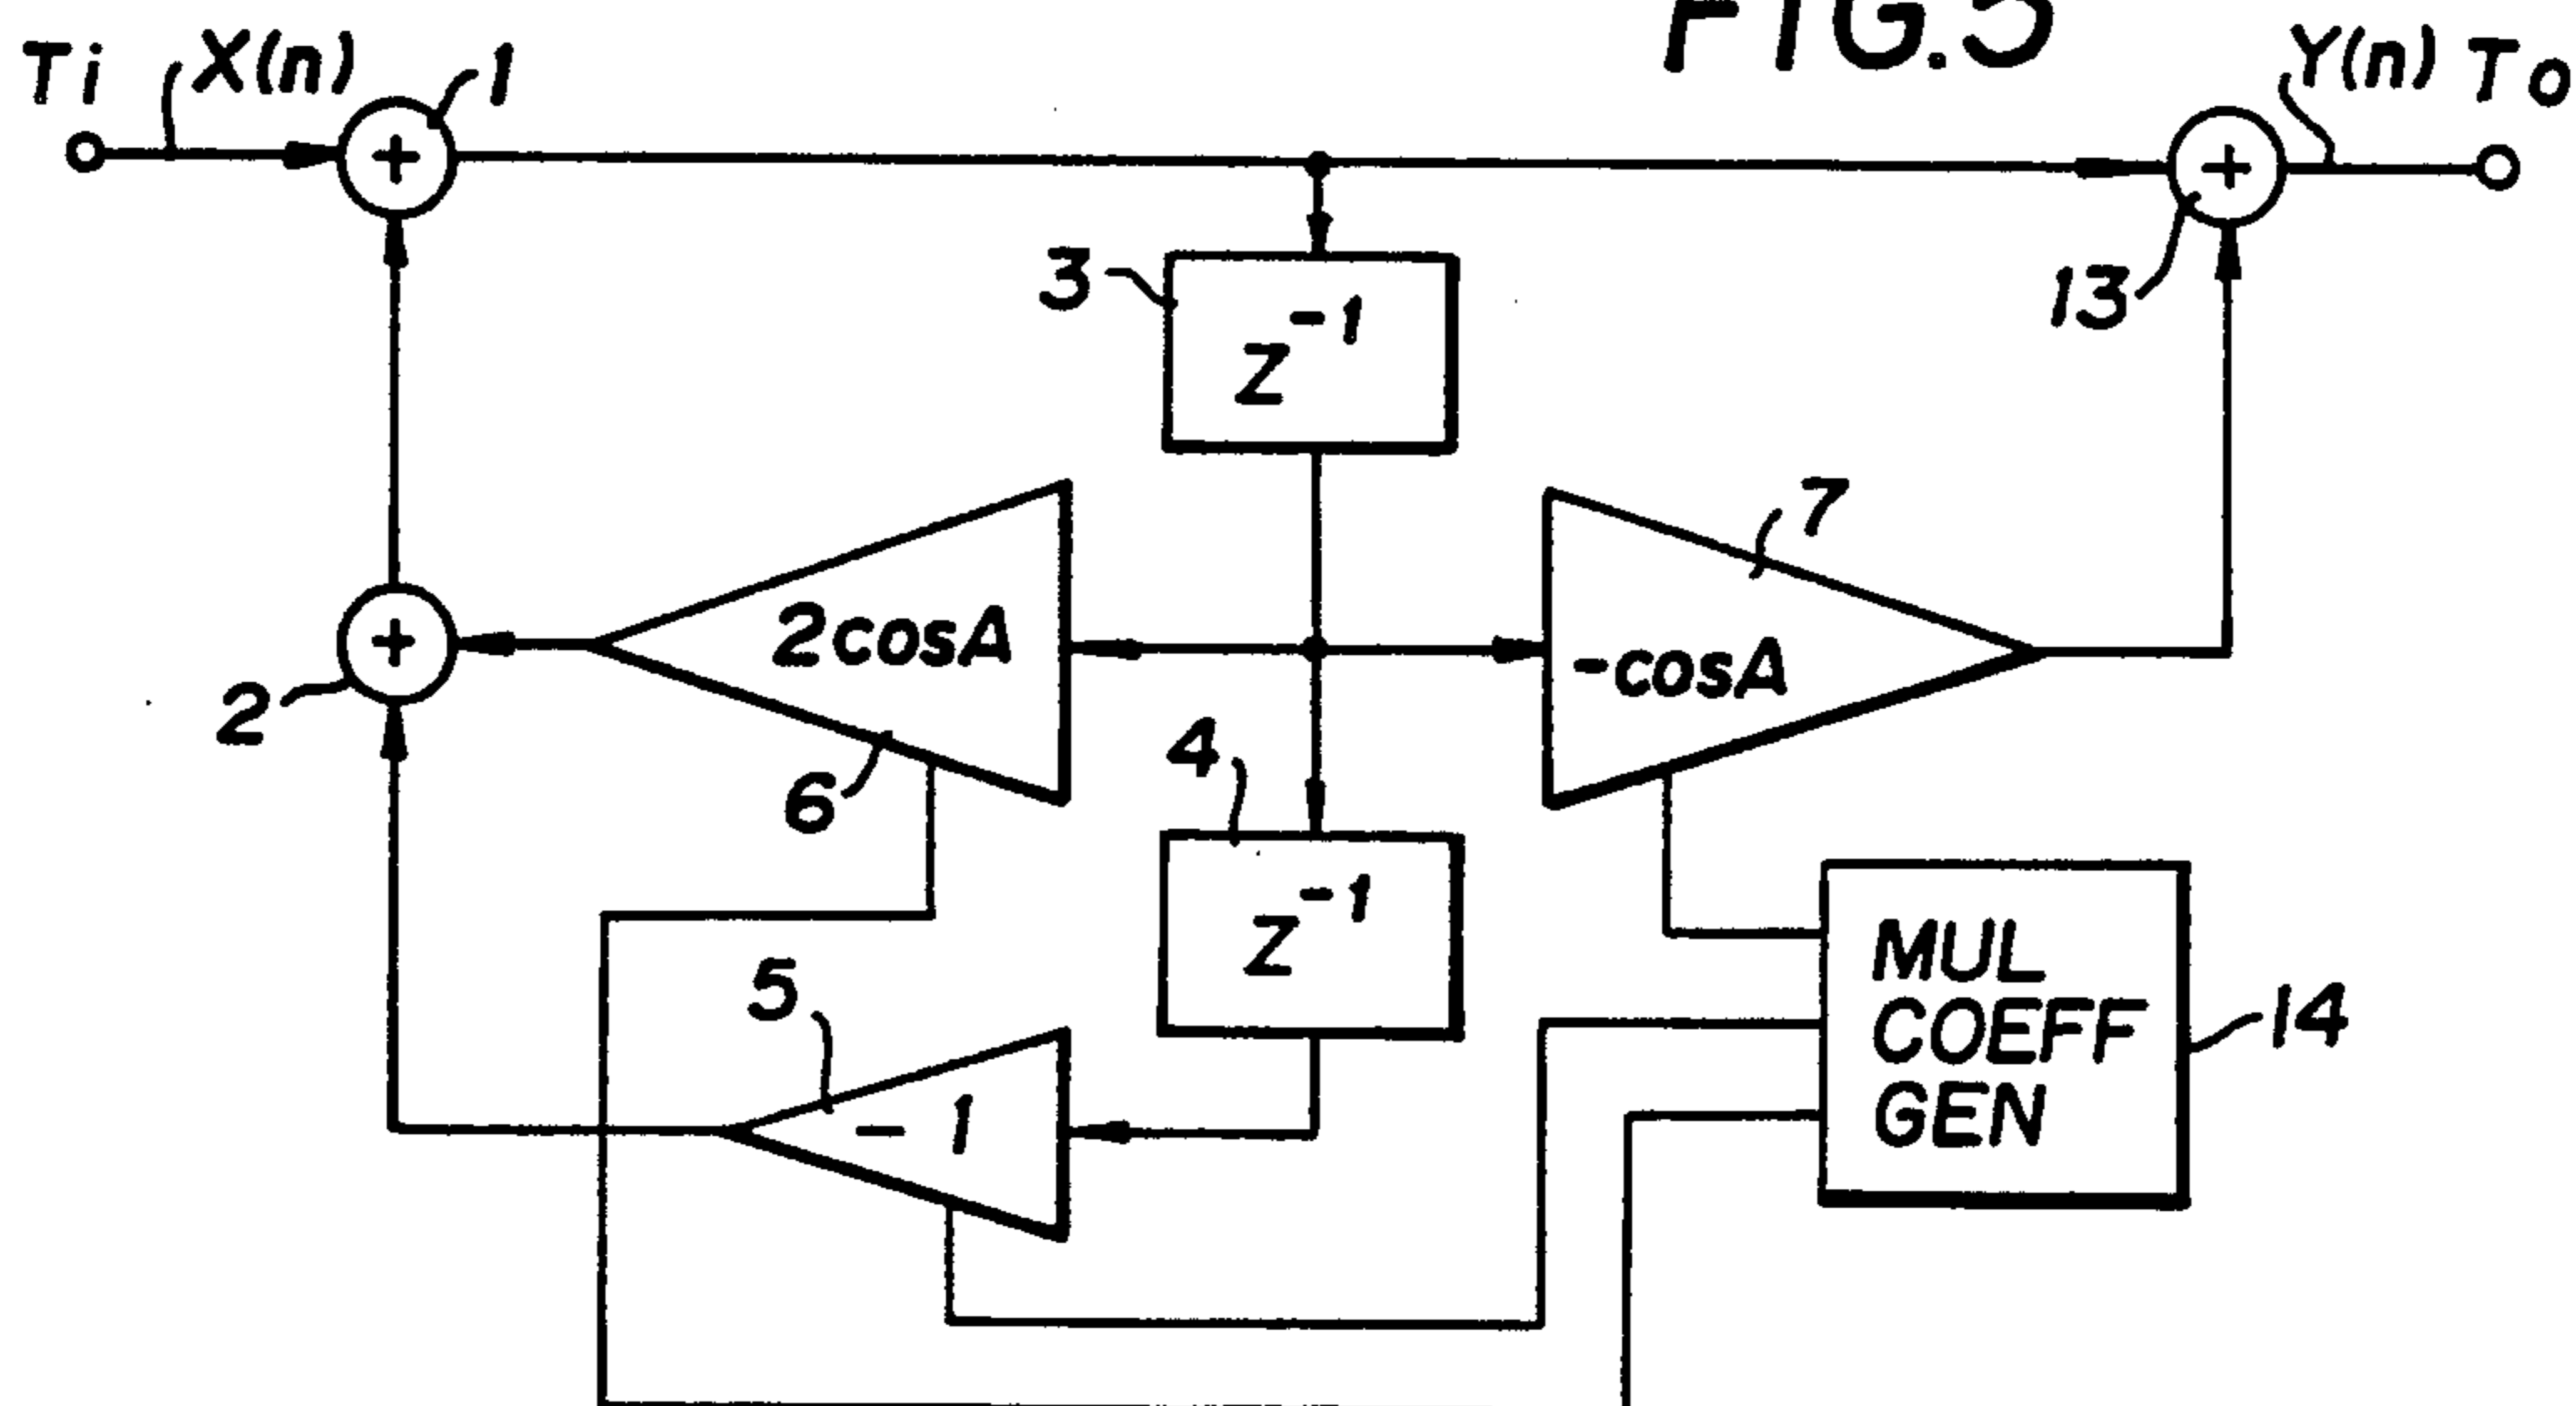 FIG.5
Ti X(n) 1 Y(n) To
3 Z⁻¹ 13
7
2cosA -cosA
2 6 4
Z⁻¹
5 -1
MUL
COEFF
GEN
14
+
+
+